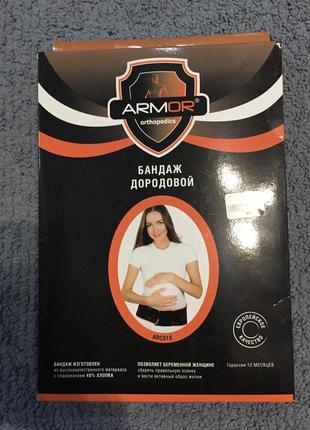 ARMOR®
orthopedics
БАНДАЖ
ДОРОДОВОЙ
ARC910
ЕВРОПЕЙСКОЕ
КАЧЕСТВО
БАНДАЖ ИЗГОТОВЛЕН
из высококачественного материала
с содержанием 40% ХЛОПКА
ПОЗВОЛЯЕТ БЕРЕМЕННОЙ ЖЕНЩИНЕ
сберечь правильную осанку
и вести активный образ жизни
Гарантия 12 МЕСЯЦЕВ